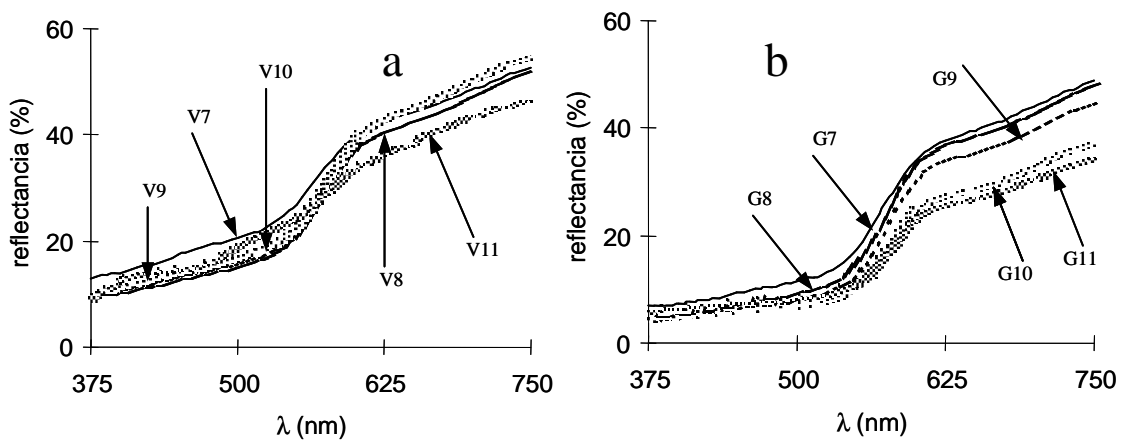 60
40
20
0
reflectancia (%)
375 500 625 750
λ (nm)
a
V10
V7
V9
V8
V11
60
40
20
0
reflectancia (%)
375 500 625 750
λ (nm)
b
G9
G7
G8
G10
G11